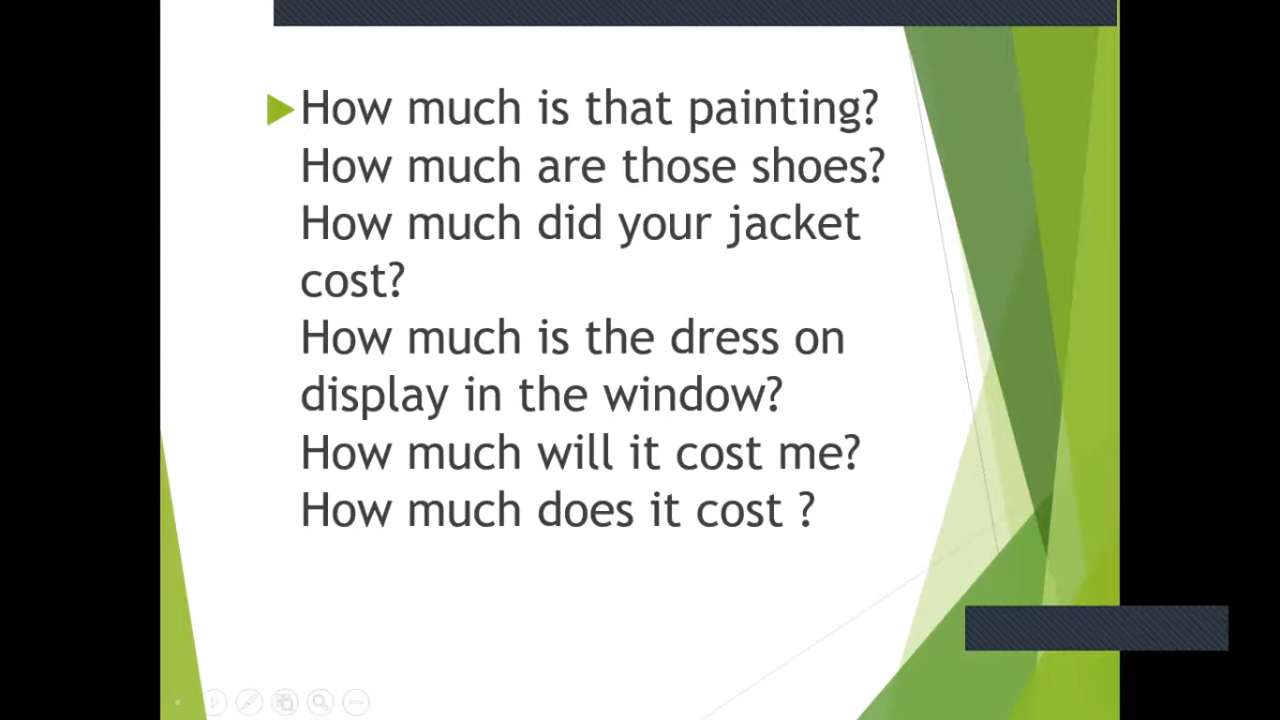 How much is that painting?
How much are those shoes?
How much did your jacket
cost?
How much is the dress on
display in the window?
How much will it cost me?
How much does it cost ?